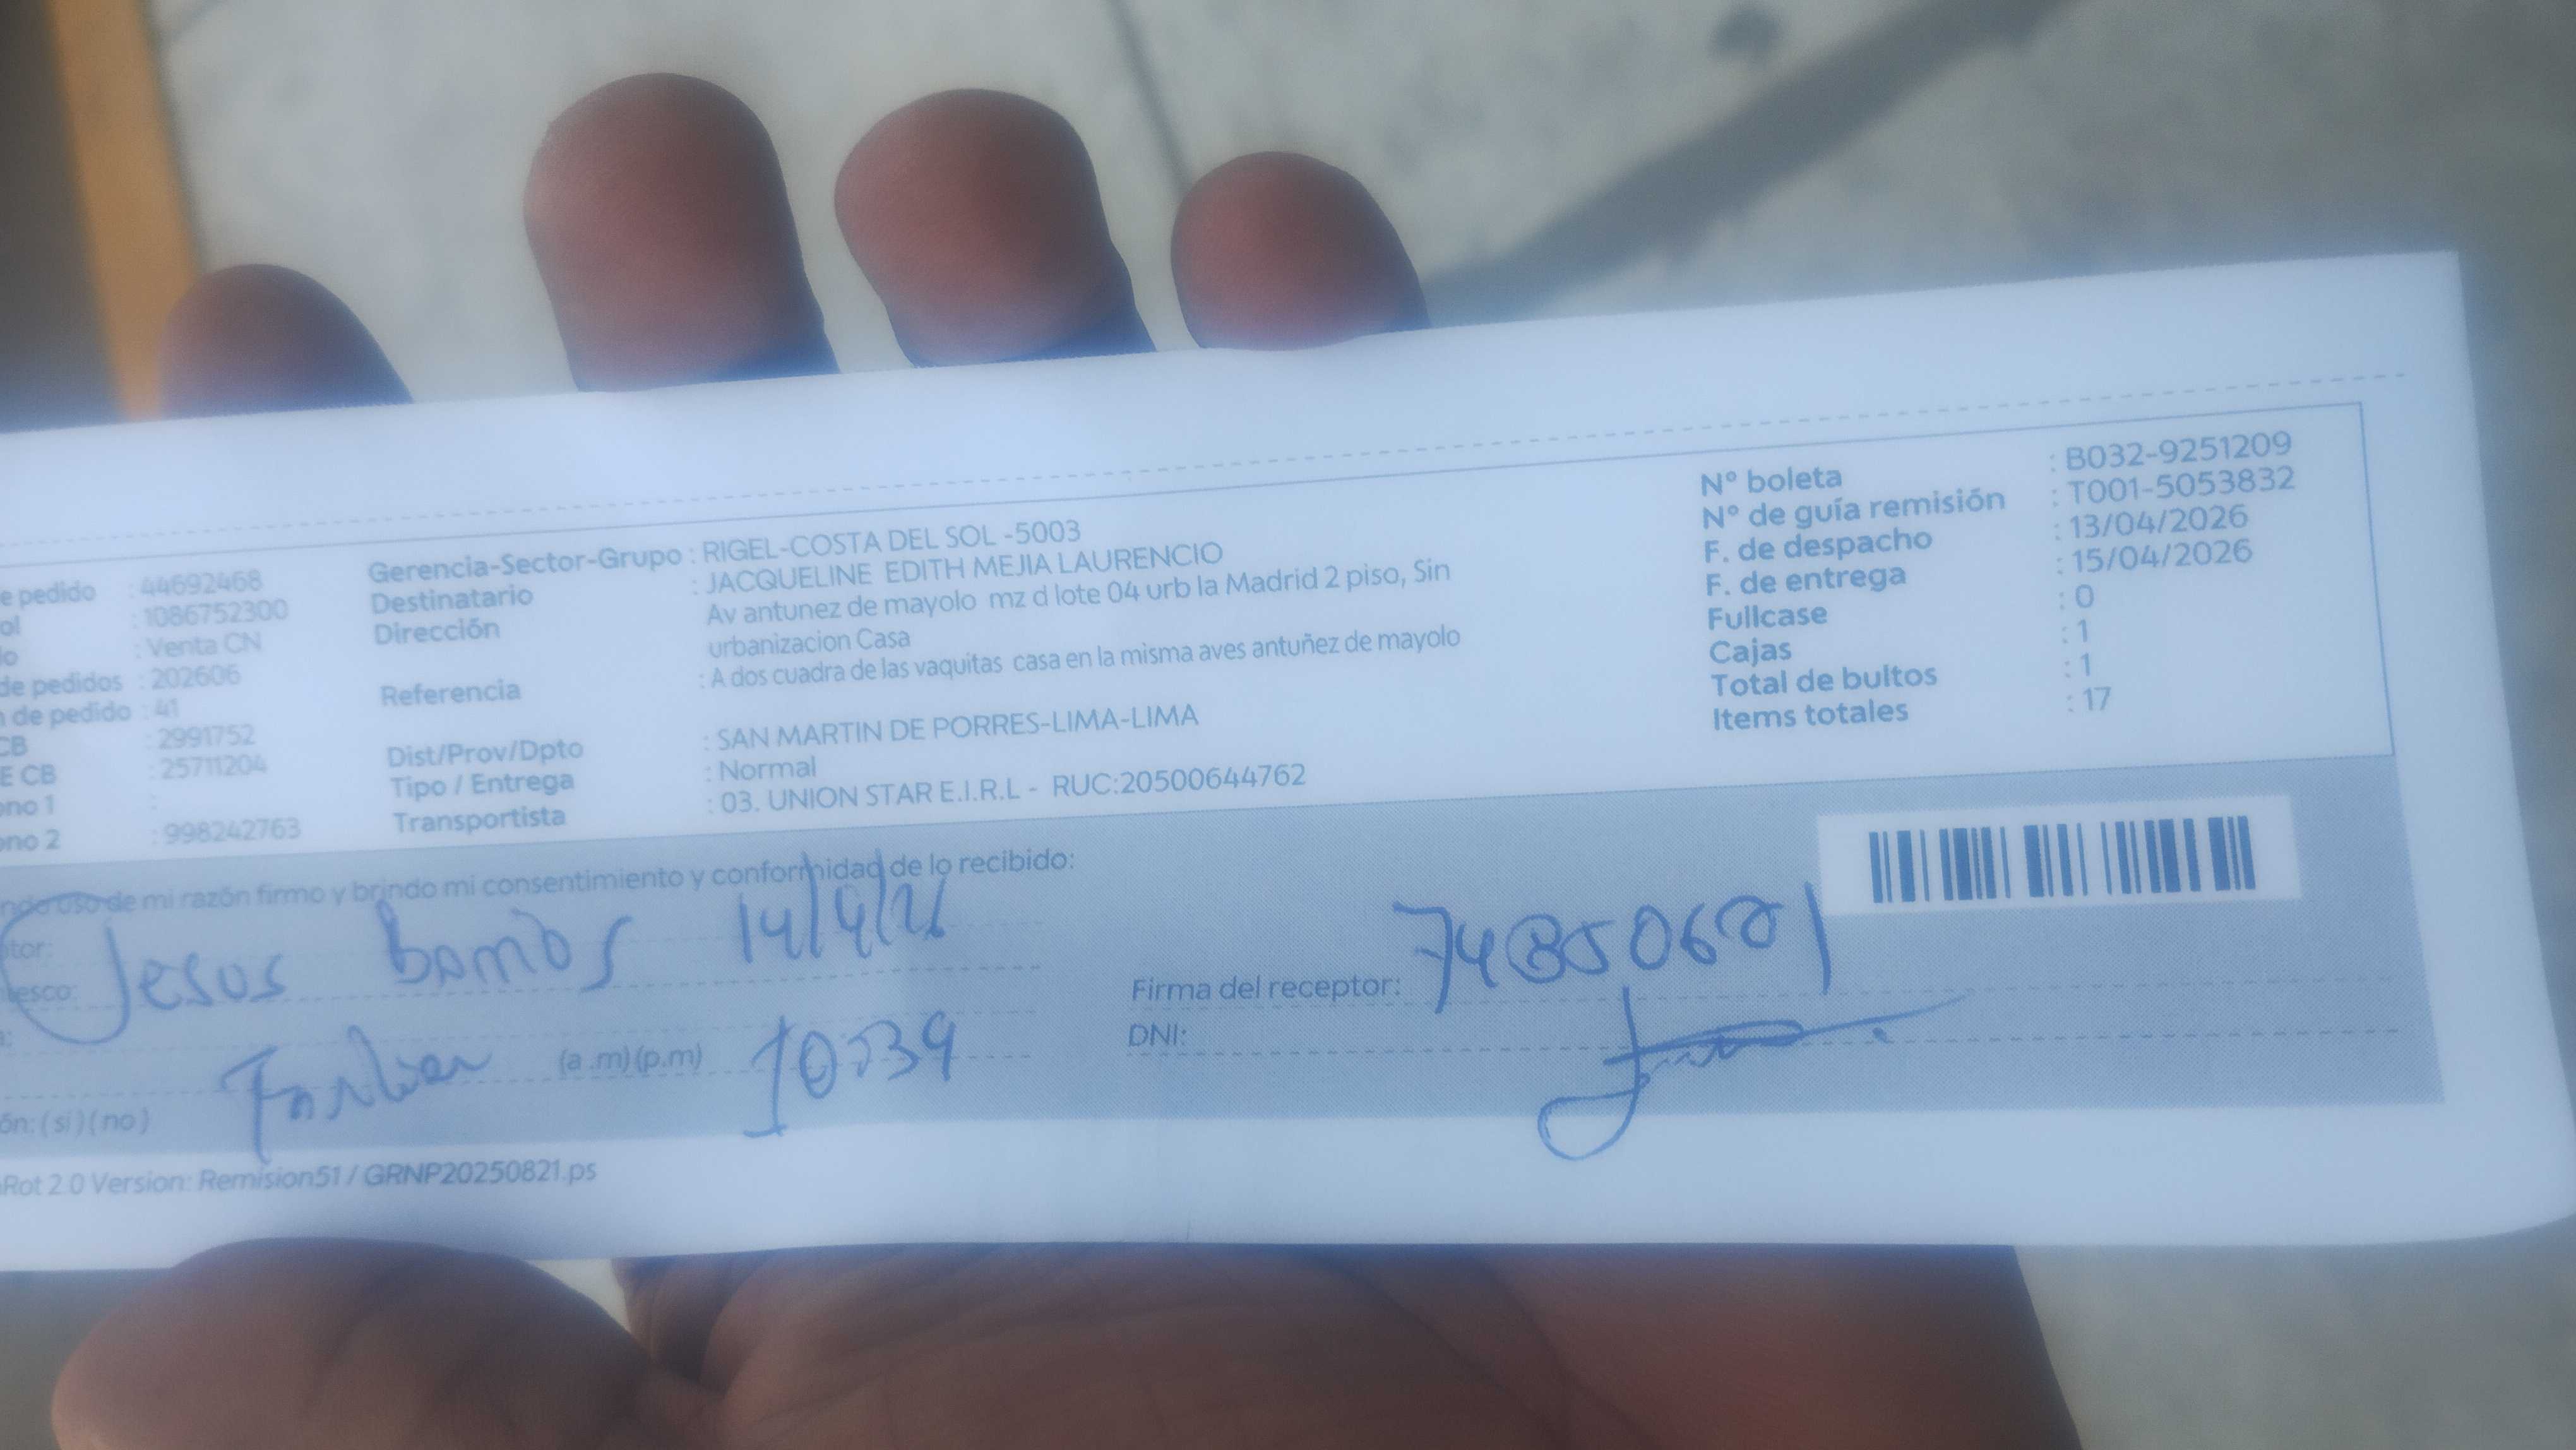 e pedido : 44692468
ol : 1086752300
lo : Venta CN
de pedidos : 202606
n de pedido : 41
CB : 2991752
E CB : 25711204
ono 1 :
ono 2 : 998242763
Gerencia-Sector-Grupo : RIGEL-COSTA DEL SOL -5003
Destinatario : JACQUELINE EDITH MEJIA LAURENCIO
Dirección Av antunez de mayolo mz d lote 04 urb la Madrid 2 piso, Sin
urbanizacion Casa
Referencia : A dos cuadra de las vaquitas casa en la misma aves antuñez de mayolo
Dist/Prov/Dpto : SAN MARTIN DE PORRES-LIMA-LIMA
Tipo / Entrega : Normal
Transportista : 03. UNION STAR E.I.R.L - RUC:20500644762
N° boleta : B032-9251209
N° de guía remisión : T001-5053832
F. de despacho : 13/04/2026
F. de entrega : 15/04/2026
Fullcase : 0
Cajas : 1
Total de bultos : 1
Items totales : 17
ndo uso de mi razón firmo y brindo mi consentimiento y conformidad de lo recibido:
tor: Jesus 14/4/26
esco:
(a .m) (p.m) 10:39
ón: (sí) (no)
Firma del receptor:
DNI:
Rot 2.0 Version: Remision51 / GRNP20250821.ps